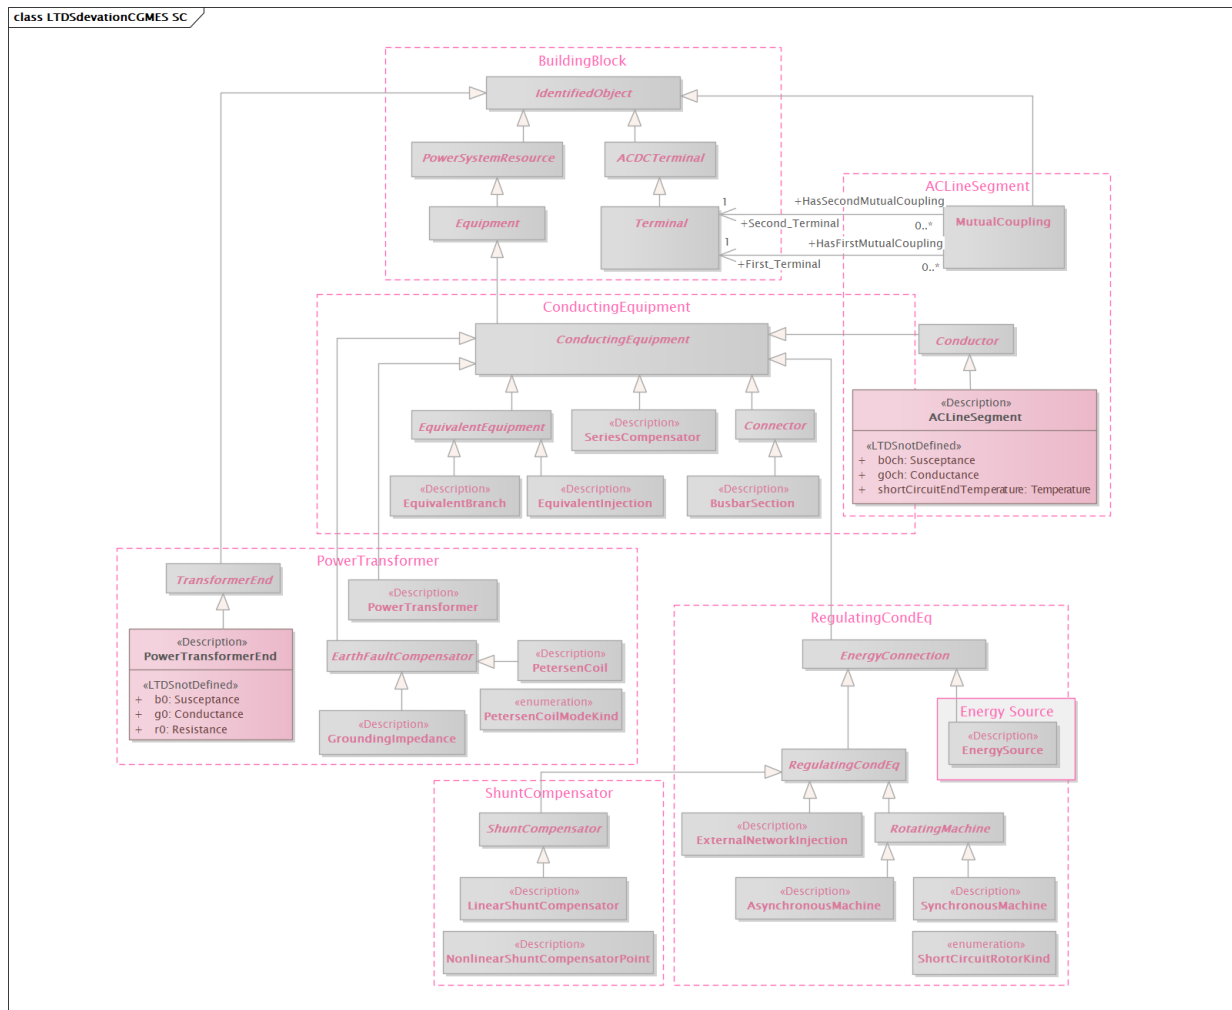 class LTDSdevationCGMES SC
BuildingBlock
IdentifiedObject
PowerSystemResource
ACDCTerminal
ACLineSegment
Equipment
Terminal
1
+HasSecondMutualCoupling
+Second_Terminal
0..*
MutualCoupling
1
+HasFirstMutualCoupling
+First_Terminal
0..*
ConductingEquipment
ConductingEquipment
Conductor
EquivalentEquipment
«Description»
SeriesCompensator
Connector
«Description»
ACLineSegment
«LTDSnotDefined»
+ b0ch: Susceptance
+ g0ch: Conductance
+ shortCircuitEndTemperature: Temperature
«Description»
EquivalentBranch
«Description»
EquivalentInjection
«Description»
BusbarSection
PowerTransformer
TransformerEnd
«Description»
PowerTransformer
«Description»
PowerTransformerEnd
«LTDSnotDefined»
+ b0: Susceptance
+ g0: Conductance
+ r0: Resistance
EarthFaultCompensator
«Description»
PetersenCoil
«enumeration»
PetersenCoilModeKind
«Description»
GroundingImpedance
RegulatingCondEq
EnergyConnection
Energy Source
«Description»
EnergySource
RegulatingCondEq
ShuntCompensator
ShuntCompensator
«Description»
ExternalNetworkInjection
RotatingMachine
«Description»
LinearShuntCompensator
«Description»
AsynchronousMachine
«Description»
SynchronousMachine
«Description»
NonlinearShuntCompensatorPoint
«enumeration»
ShortCircuitRotorKind